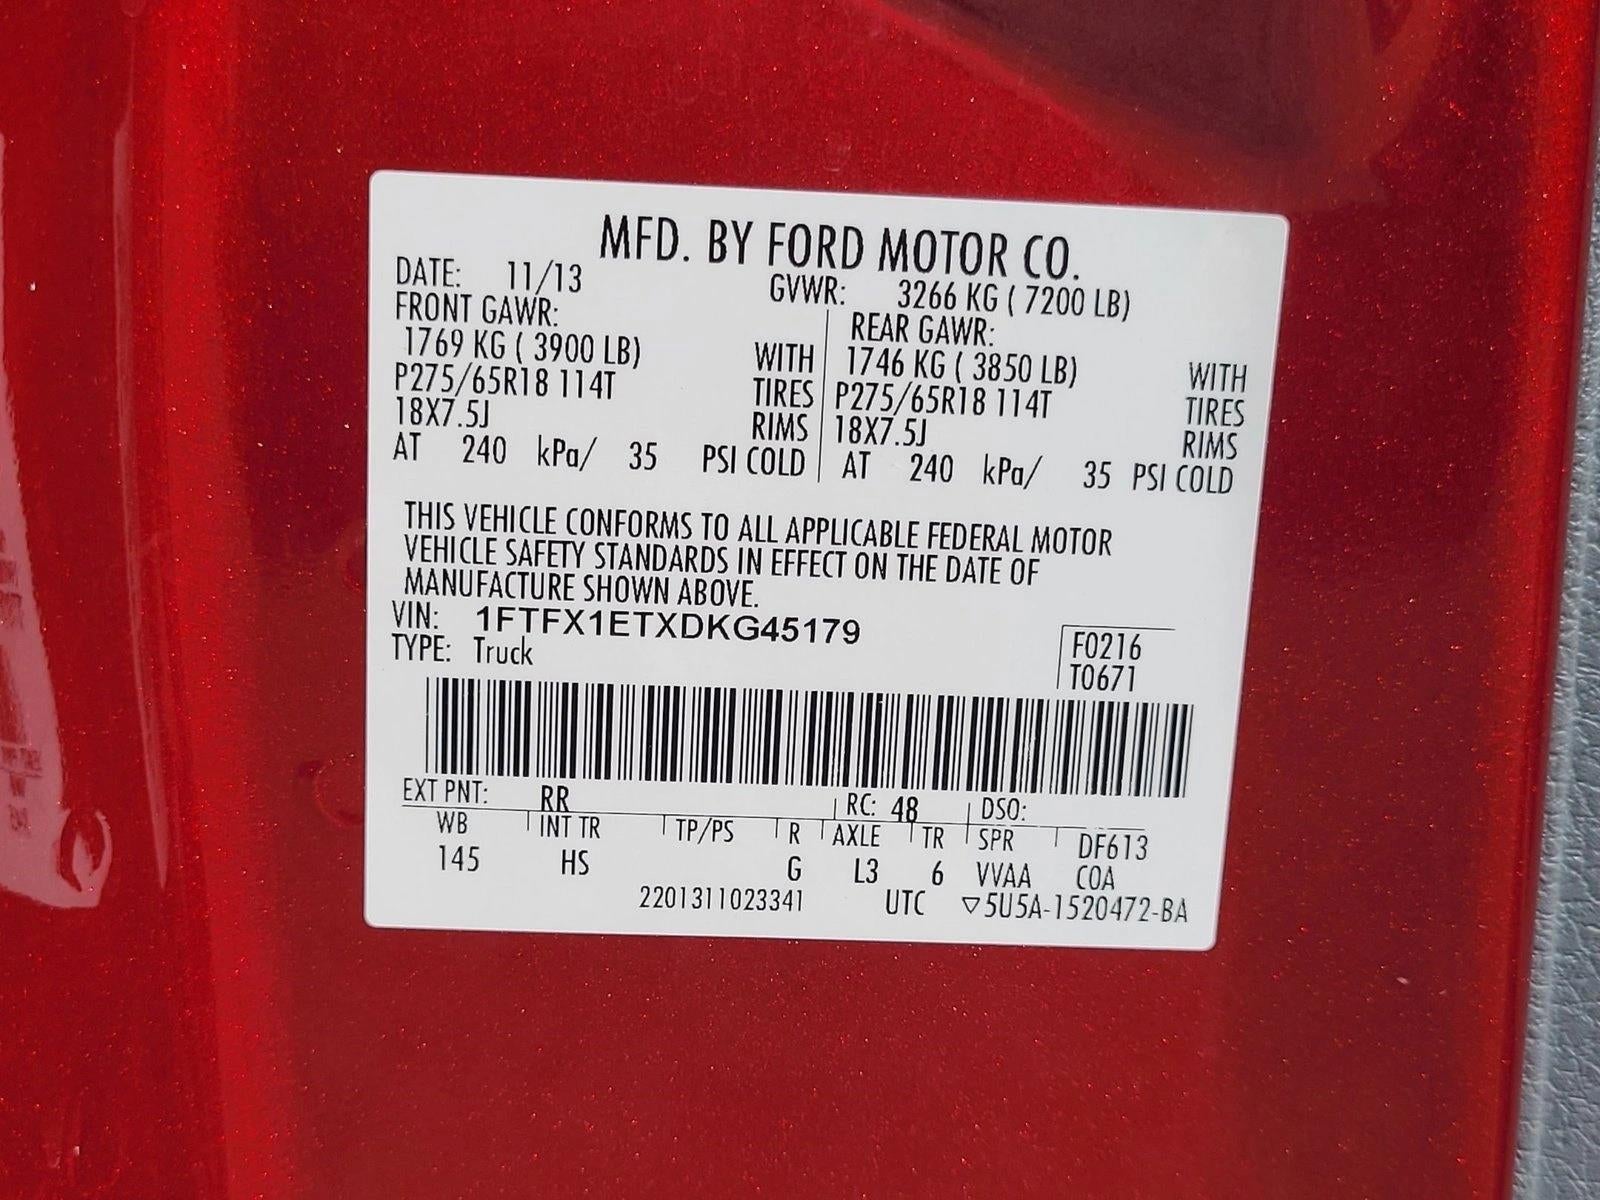 MFD. BY FORD MOTOR CO.
DATE: 11/13 GVWR: 3266 KG ( 7200 LB)
FRONT GAWR: REAR GAWR:
1769 KG ( 3900 LB) WITH 1746 KG ( 3850 LB) WITH
P275/65R18 114T TIRES P275/65R18 114T TIRES
18X7.5J RIMS 18X7.5J RIMS
AT 240 kPa/ 35 PSI COLD AT 240 kPa/ 35 PSI COLD
THIS VEHICLE CONFORMS TO ALL APPLICABLE FEDERAL MOTOR
VEHICLE SAFETY STANDARDS IN EFFECT ON THE DATE OF
MANUFACTURE SHOWN ABOVE.
VIN: 1FTFX1ETXDKG45179
TYPE: Truck
F0216
T0671
EXT PNT: RR RC: 48 DSO:
WB INT TR TP/PS R AXLE TR SPR DF613
145 HS G L3 6 VVAA COA
2201311023341 UTC ▽5U5A-1520472-BA